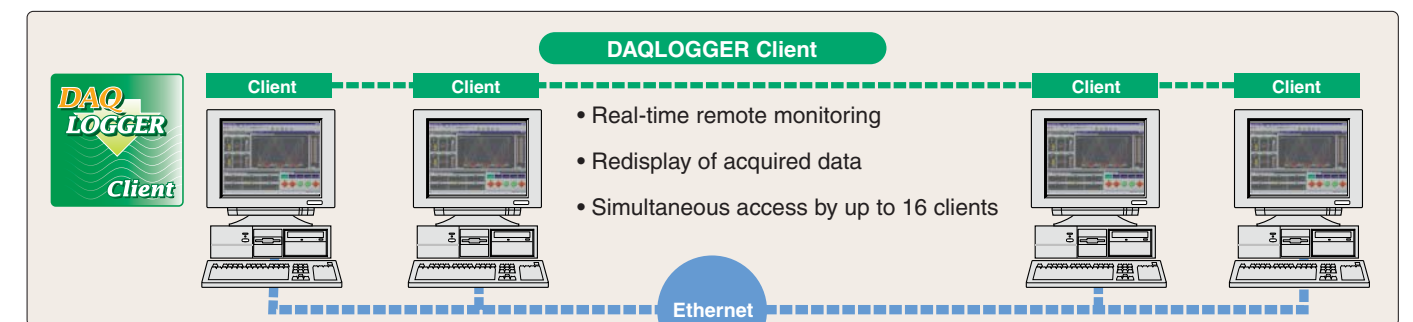 DAQLOGGER Client
Client
Client
Client
Client
DAQ
LOGGER
Client
• Real-time remote monitoring
• Redisplay of acquired data
• Simultaneous access by up to 16 clients
Ethernet